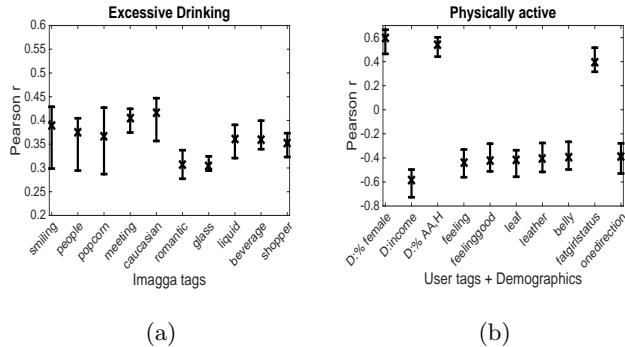 Excessive Drinking
Pearson r
0.6
0.55
0.5
0.45
0.4
0.35
0.3
0.25
0.2
smiling
people
popcorn
meeting
caucasian
romantic
glass
liquid
beverage
shopper
Imagga tags
(a)
Physically active
Pearson r
0.6
0.4
0.2
0
-0.2
-0.4
-0.6
-0.8
D:% female
D:income
D:% AA,H
feeling
feelinggood
leaf
leather
belly
fatgirlstatus
onedirection
User tags + Demographics
(b)